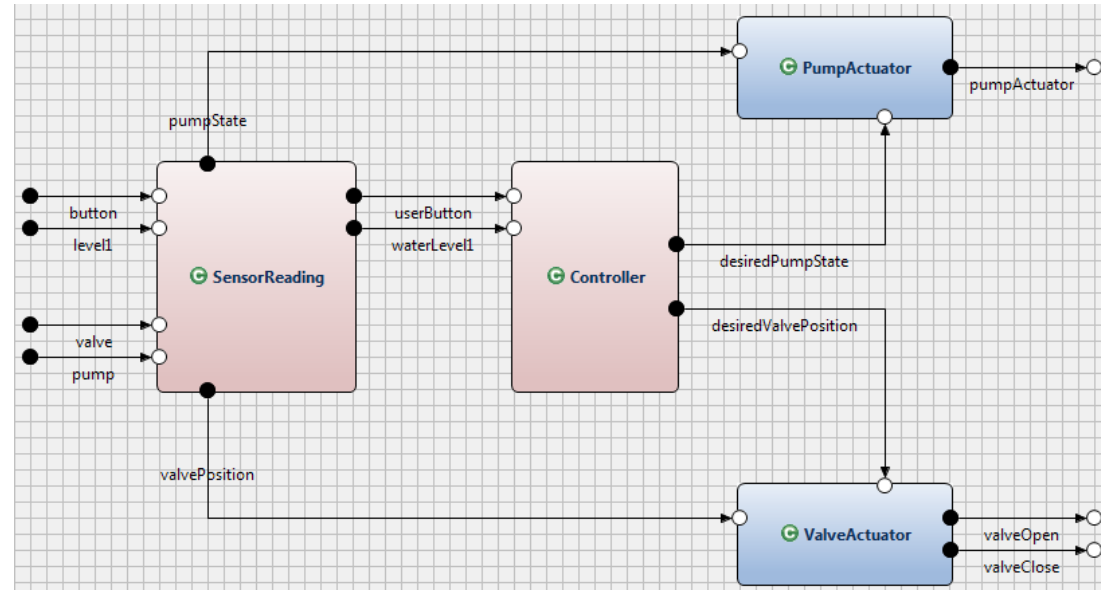 PumpActuator
pumpActuator
pumpState
button
level1
userButton
waterLevel1
SensorReading
Controller
desiredPumpState
desiredValvePosition
valve
pump
valvePosition
ValveActuator
valveOpen
valveClose